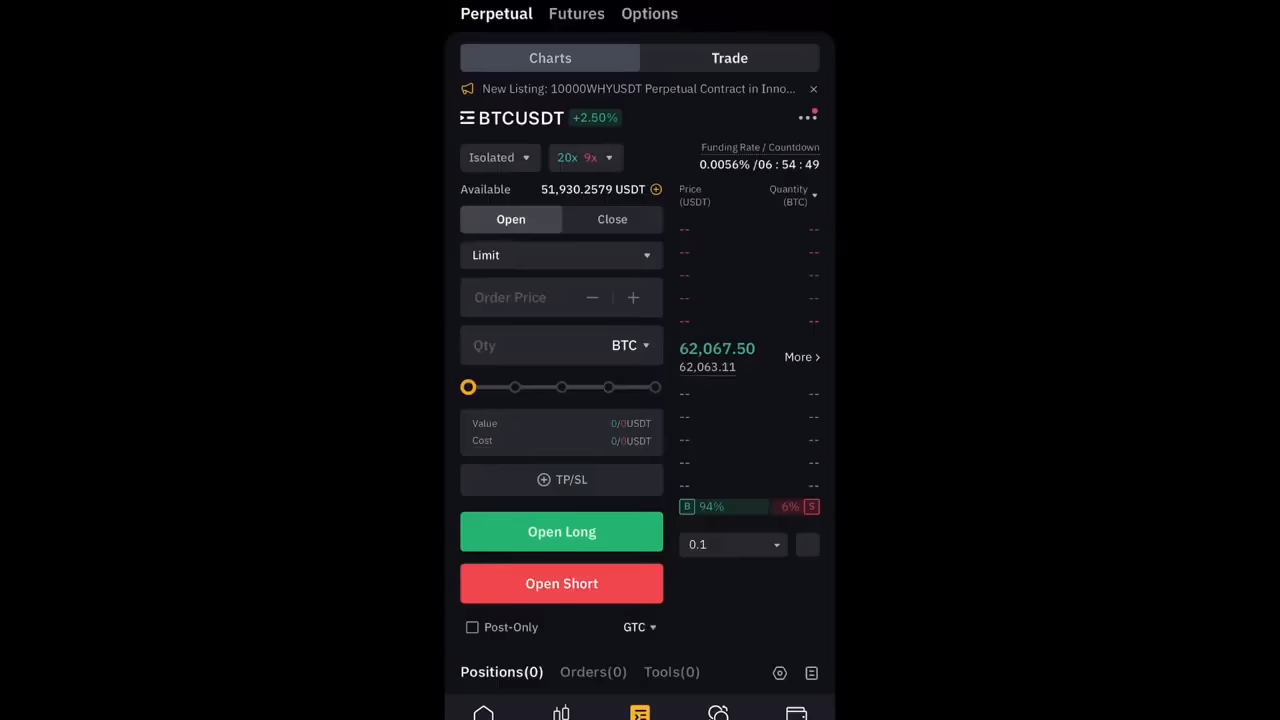 Perpetual Futures Options
Charts Trade
New Listing: 10000WHYUSDT Perpetual Contract in Inno...
BTCUSDT +2.50%
Isolated 20x 9x
Funding Rate / Countdown
0.0056% /06 : 54 : 49
Available 51,930.2579 USDT
Open Close
Limit
Order Price
Qty BTC
Value 0/0USDT
Cost 0/0USDT
TP/SL
Open Long
Open Short
Post-Only GTC
Price Quantity
(USDT) (BTC)
-- --
-- --
-- --
-- --
-- --
62,067.50
62,063.11
More >
-- --
-- --
-- --
-- --
-- --
B 94% 6% S
0.1
Positions(0) Orders(0) Tools(0)